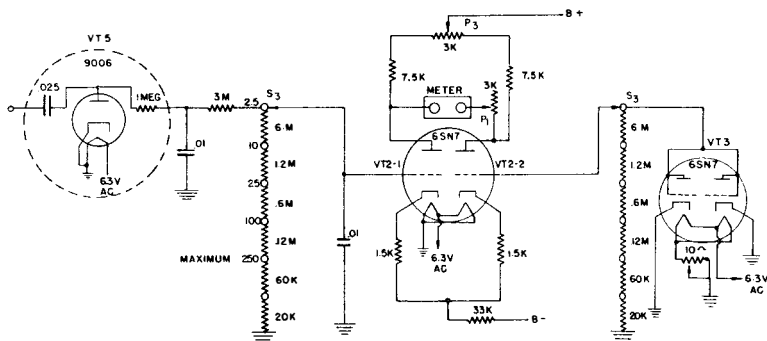 VT5
9006
.025
1MEG
.01
6.3V
AC
3M
S3
2.5
6M
10
1.2M
25
.6M
100
.12M
MAXIMUM
250
60K
20K
.01
B+
P3
3K
7.5K
7.5K
METER
3K
P1
6SN7
VT2-1
VT2-2
1.5K
1.5K
6.3V
AC
33K
B-
S3
6M
1.2M
.6M
.12M
60K
20K
VT3
6SN7
10Ω
6.3V
AC